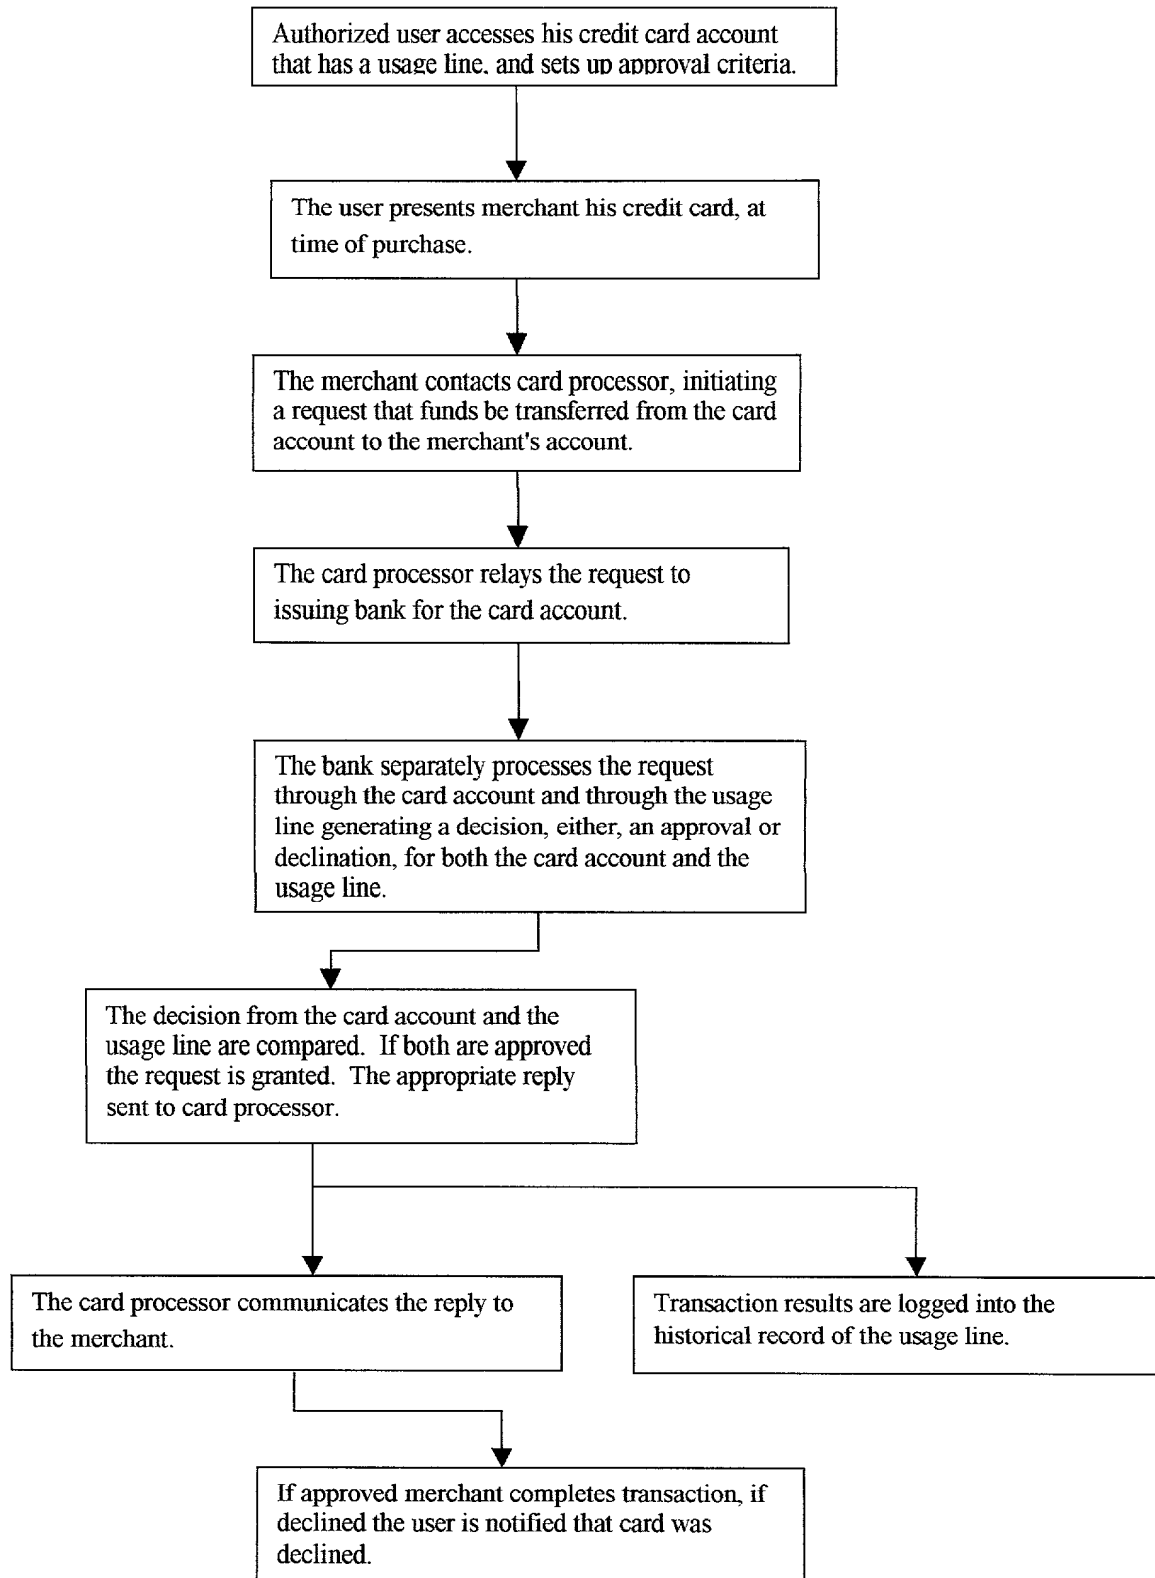 Authorized user accesses his credit card account
that has a usage line, and sets up approval criteria.
The user presents merchant his credit card, at
time of purchase.
The merchant contacts card processor, initiating
a request that funds be transferred from the card
account to the merchant's account.
The card processor relays the request to
issuing bank for the card account.
The bank separately processes the request
through the card account and through the usage
line generating a decision, either, an approval or
declination, for both the card account and the
usage line.
The decision from the card account and the
usage line are compared.  If both are approved
the request is granted.  The appropriate reply
sent to card processor.
The card processor communicates the reply to
the merchant.
Transaction results are logged into the
historical record of the usage line.
If approved merchant completes transaction, if
declined the user is notified that card was
declined.